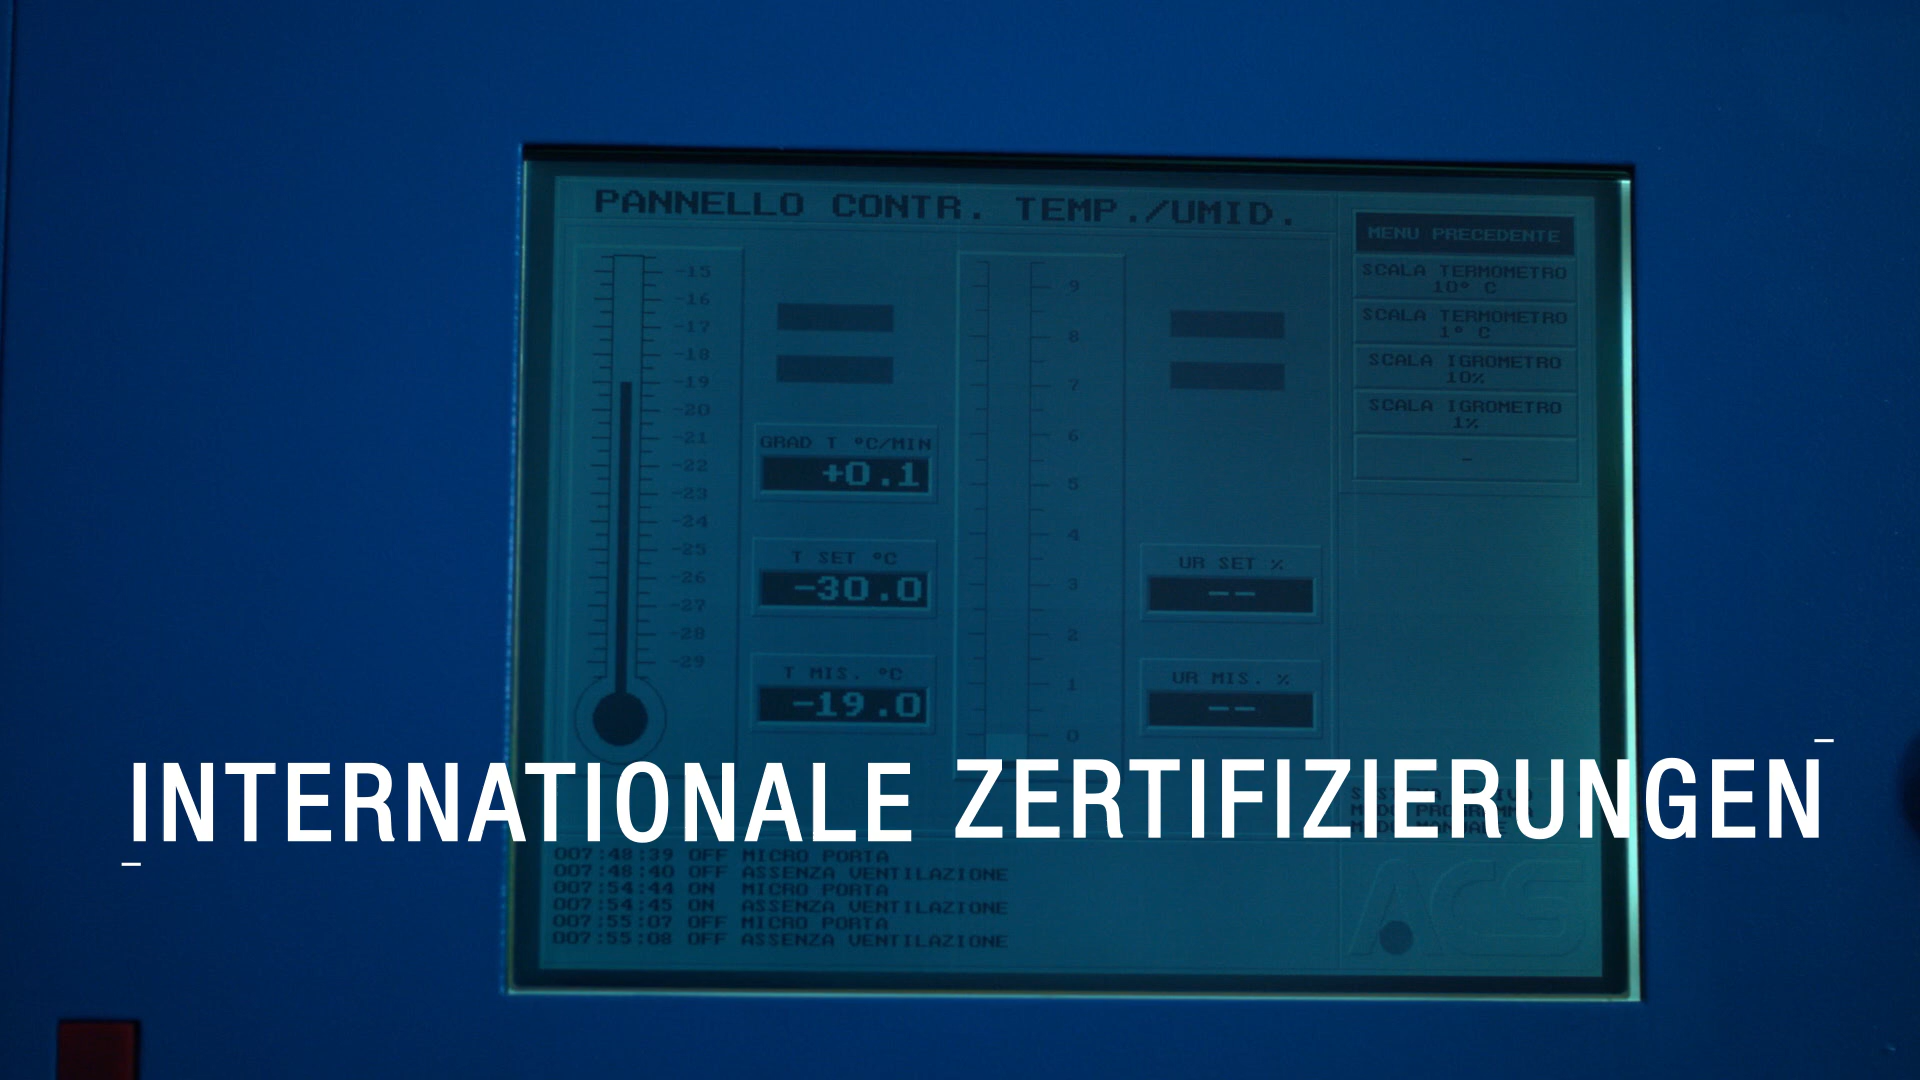 PANNELLO CONTR. TEMP./UMID.
MENU PRECEDENTE
SCALA TERMOMETRO
10° C
SCALA TERMOMETRO
1° C
SCALA IGROMETRO
10%
SCALA IGROMETRO
1%
-
-15
-16
-17
-18
-19
-20
-21
-22
-23
-24
-25
-26
-27
-28
-29
GRAD T °C/MIN
+0.1
T SET °C
-30.0
T MIS. °C
-19.0
9
8
7
6
5
4
3
2
1
0
UR SET %
--
UR MIS. %
--
INTERNATIONALE ZERTIFIZIERUNGEN
007:48:39 OFF MICRO PORTA
007:48:40 OFF ASSENZA VENTILAZIONE
007:54:44 ON MICRO PORTA
007:54:45 ON ASSENZA VENTILAZIONE
007:55:07 OFF MICRO PORTA
007:55:08 OFF ASSENZA VENTILAZIONE
ACS